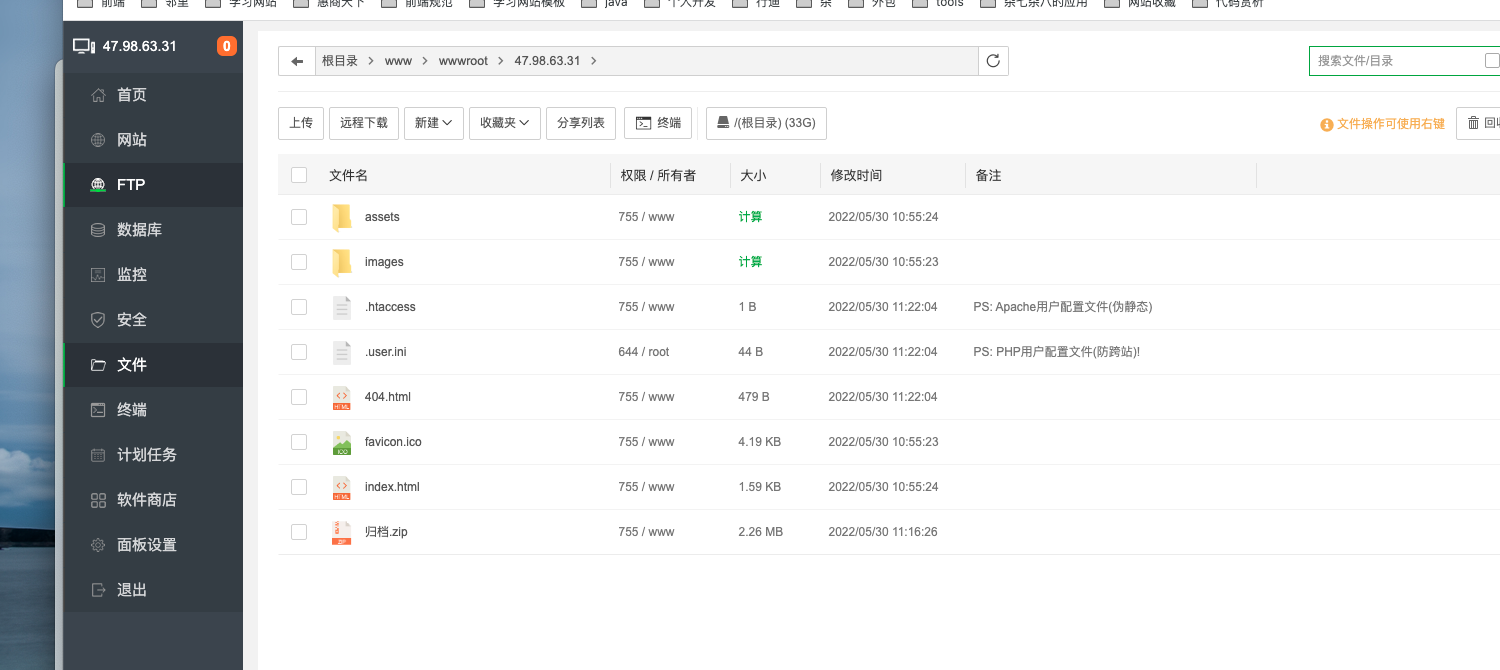 前端 邻里 学习网站 惠商天下 前端规范 学习网站模板 java 个人开发 行迹 杂 外包 tools 杂七杂八的应用 网站收藏 代码赏析
47.98.63.31 0
首页
网站
FTP
数据库
监控
安全
文件
终端
计划任务
软件商店
面板设置
退出
根目录 > www > wwwroot > 47.98.63.31 >
搜索文件/目录
上传 远程下载 新建 收藏夹 分享列表 终端 /(根目录) (33G) 文件操作可使用右键 回收
文件名 权限 / 所有者 大小 修改时间 备注
assets 755 / www 计算 2022/05/30 10:55:24
images 755 / www 计算 2022/05/30 10:55:23
.htaccess 755 / www 1 B 2022/05/30 11:22:04 PS: Apache用户配置文件(伪静态)
.user.ini 644 / root 44 B 2022/05/30 11:22:04 PS: PHP用户配置文件(防跨站)!
HTML 404.html 755 / www 479 B 2022/05/30 11:22:04
ICO favicon.ico 755 / www 4.19 KB 2022/05/30 10:55:23
HTML index.html 755 / www 1.59 KB 2022/05/30 10:55:24
ZIP 归档.zip 755 / www 2.26 MB 2022/05/30 11:16:26